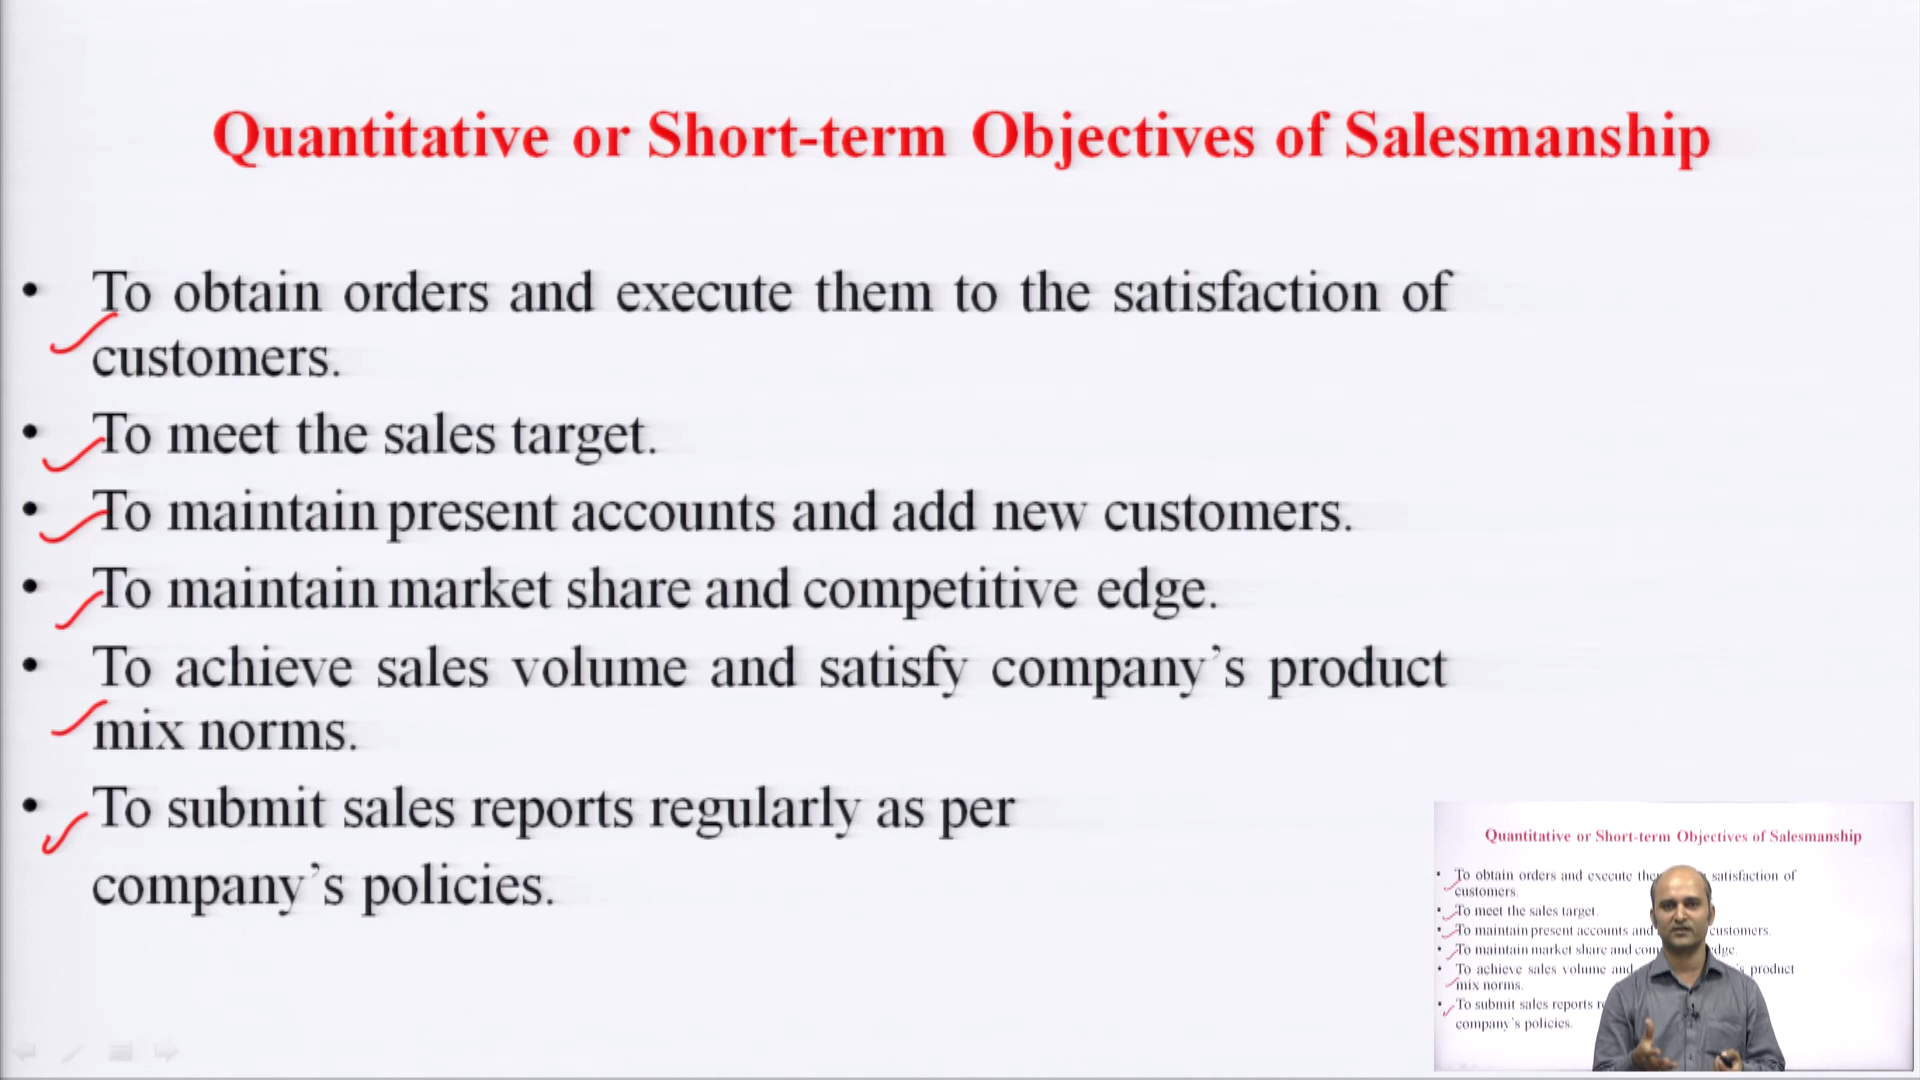 Quantitative or Short-term Objectives of Salesmanship
• To obtain orders and execute them to the satisfaction of
customers.
• To meet the sales target.
• To maintain present accounts and add new customers.
• To maintain market share and competitive edge.
• To achieve sales volume and satisfy company's product
mix norms.
• To submit sales reports regularly as per
company's policies.
Quantitative or Short-term Objectives of Salesmanship
• To obtain orders and execute satisfaction of
customers.
• To meet the sales target.
• To maintain present accounts and customers.
• To maintain market share and
• To achieve sales volume and product
mix norms.
• To submit sales reports
company's policies.